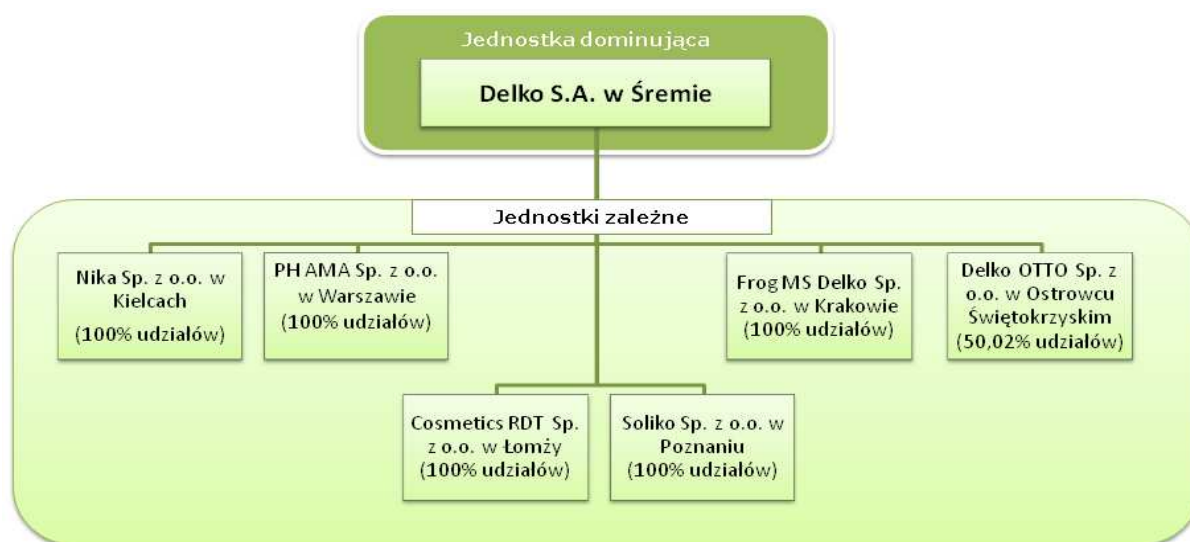 Jednostka dominująca
Delko S.A. w Śremie
Jednostki zależne
Nika Sp. z o.o. w
Kielcach
(100% udziałów)
PH AMA Sp. z o.o.
w Warszawie
(100% udziałów)
Frog MS Delko Sp.
z o.o. w Krakowie
(100% udziałów)
Delko OTTO Sp. z
o.o. w Ostrowcu
Świętokrzyskim
(50,02% udziałów)
Cosmetics RDT Sp.
z o.o. w Łomży
(100% udziałów)
Soliko Sp. z o.o. w
Poznaniu
(100% udziałów)